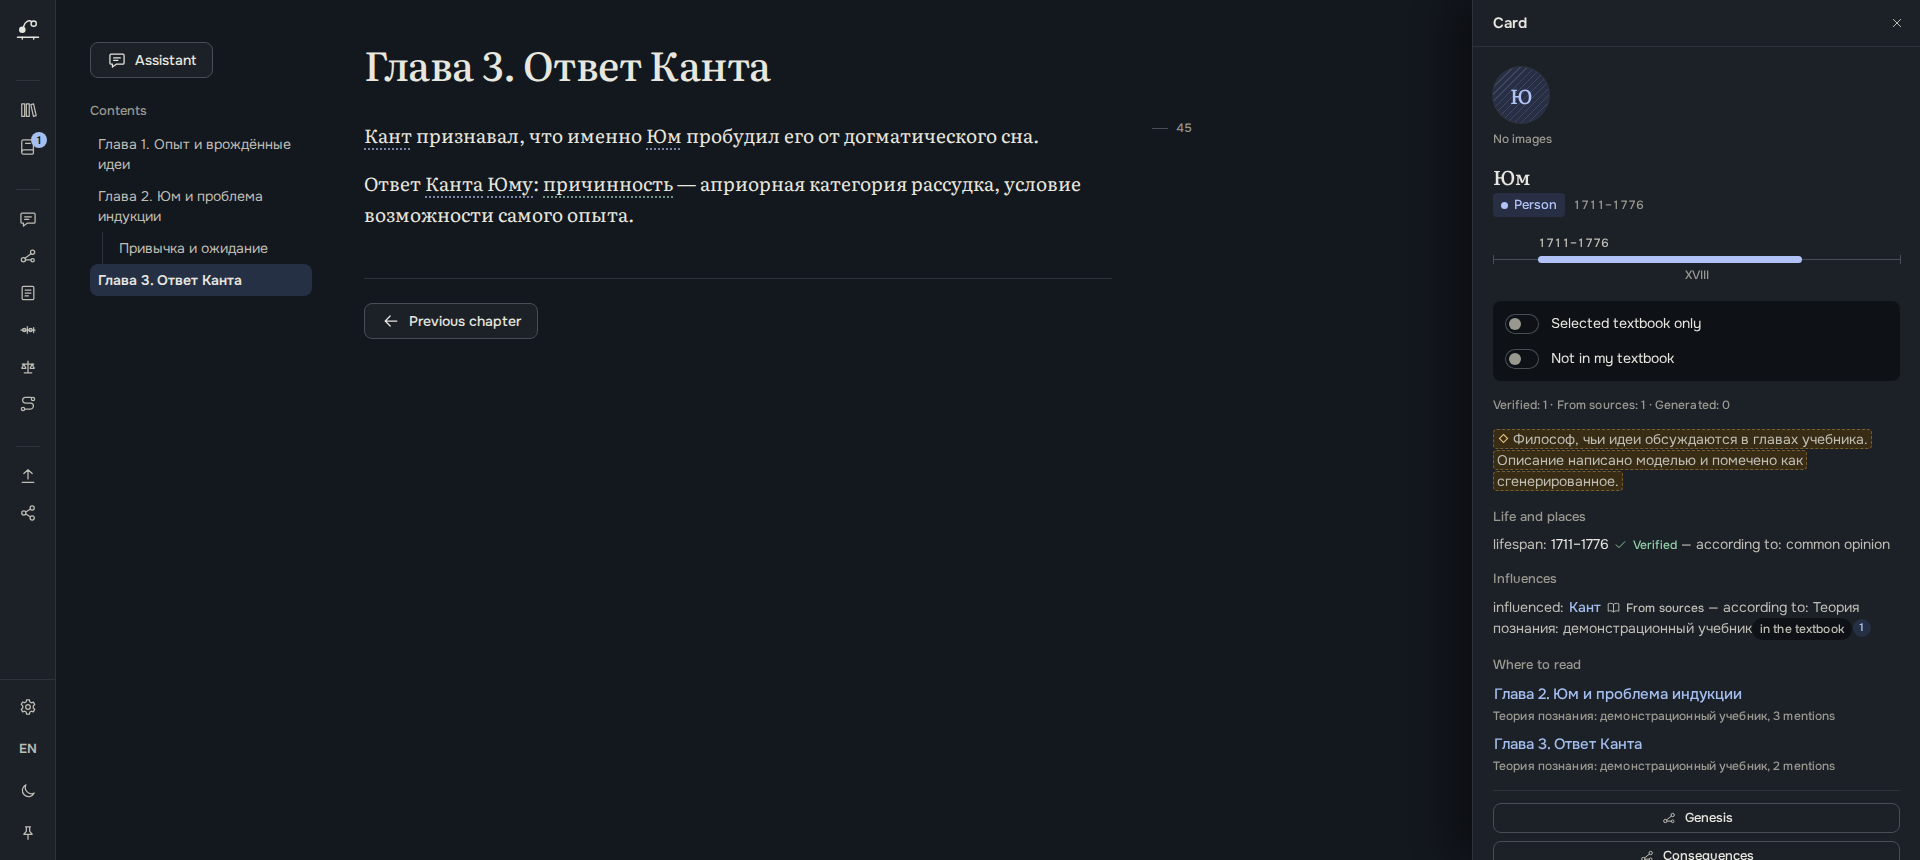 1
EN
Assistant
Contents
Глава 1. Опыт и врождённые
идеи
Глава 2. Юм и проблема
индукции
Привычка и ожидание
Глава 3. Ответ Канта
Глава 3. Ответ Канта
Кант признавал, что именно Юм пробудил его от догматического сна.
45
Ответ Канта Юму: причинность — априорная категория рассудка, условие
возможности самого опыта.
Previous chapter
Card
Ю
No images
Юм
Person 1711–1776
1711–1776
XVIII
Selected textbook only
Not in my textbook
Verified: 1 · From sources: 1 · Generated: 0
Философ, чьи идеи обсуждаются в главах учебника.
Описание написано моделью и помечено как
сгенерированное.
Life and places
lifespan: 1711–1776 Verified — according to: common opinion
Influences
influenced: Кант From sources — according to: Теория
познания: демонстрационный учебник in the textbook 1
Where to read
Глава 2. Юм и проблема индукции
Теория познания: демонстрационный учебник, 3 mentions
Глава 3. Ответ Канта
Теория познания: демонстрационный учебник, 2 mentions
Genesis
Consequences